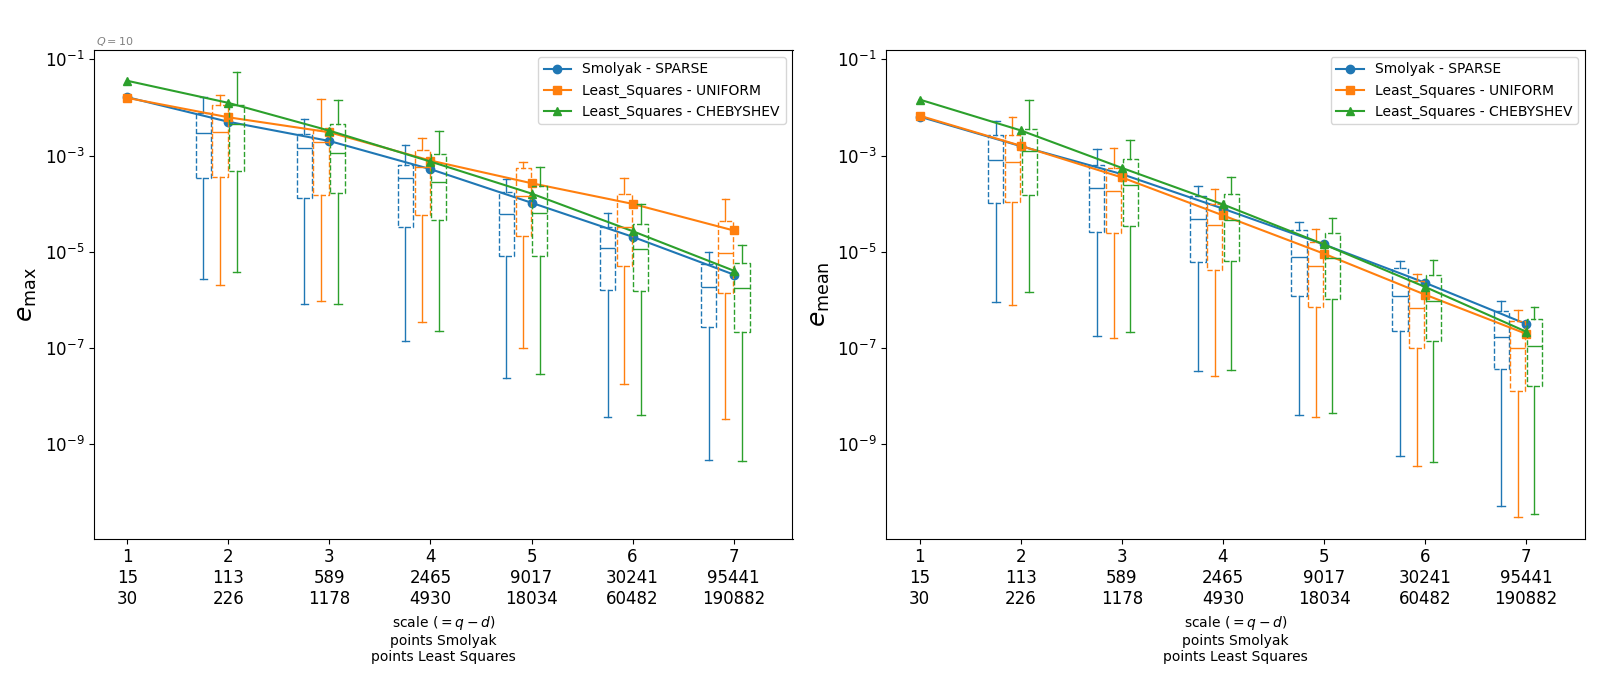 Q = 10
10⁻¹
10⁻³
10⁻⁵
10⁻⁷
10⁻⁹
e_max
Smolyak - SPARSE
Least_Squares - UNIFORM
Least_Squares - CHEBYSHEV
1 2 3 4 5 6 7
15 113 589 2465 9017 30241 95441
30 226 1178 4930 18034 60482 190882
scale (= q − d)
points Smolyak
points Least Squares
10⁻¹
10⁻³
10⁻⁵
10⁻⁷
10⁻⁹
e_mean
Smolyak - SPARSE
Least_Squares - UNIFORM
Least_Squares - CHEBYSHEV
1 2 3 4 5 6 7
15 113 589 2465 9017 30241 95441
30 226 1178 4930 18034 60482 190882
scale (= q − d)
points Smolyak
points Least Squares